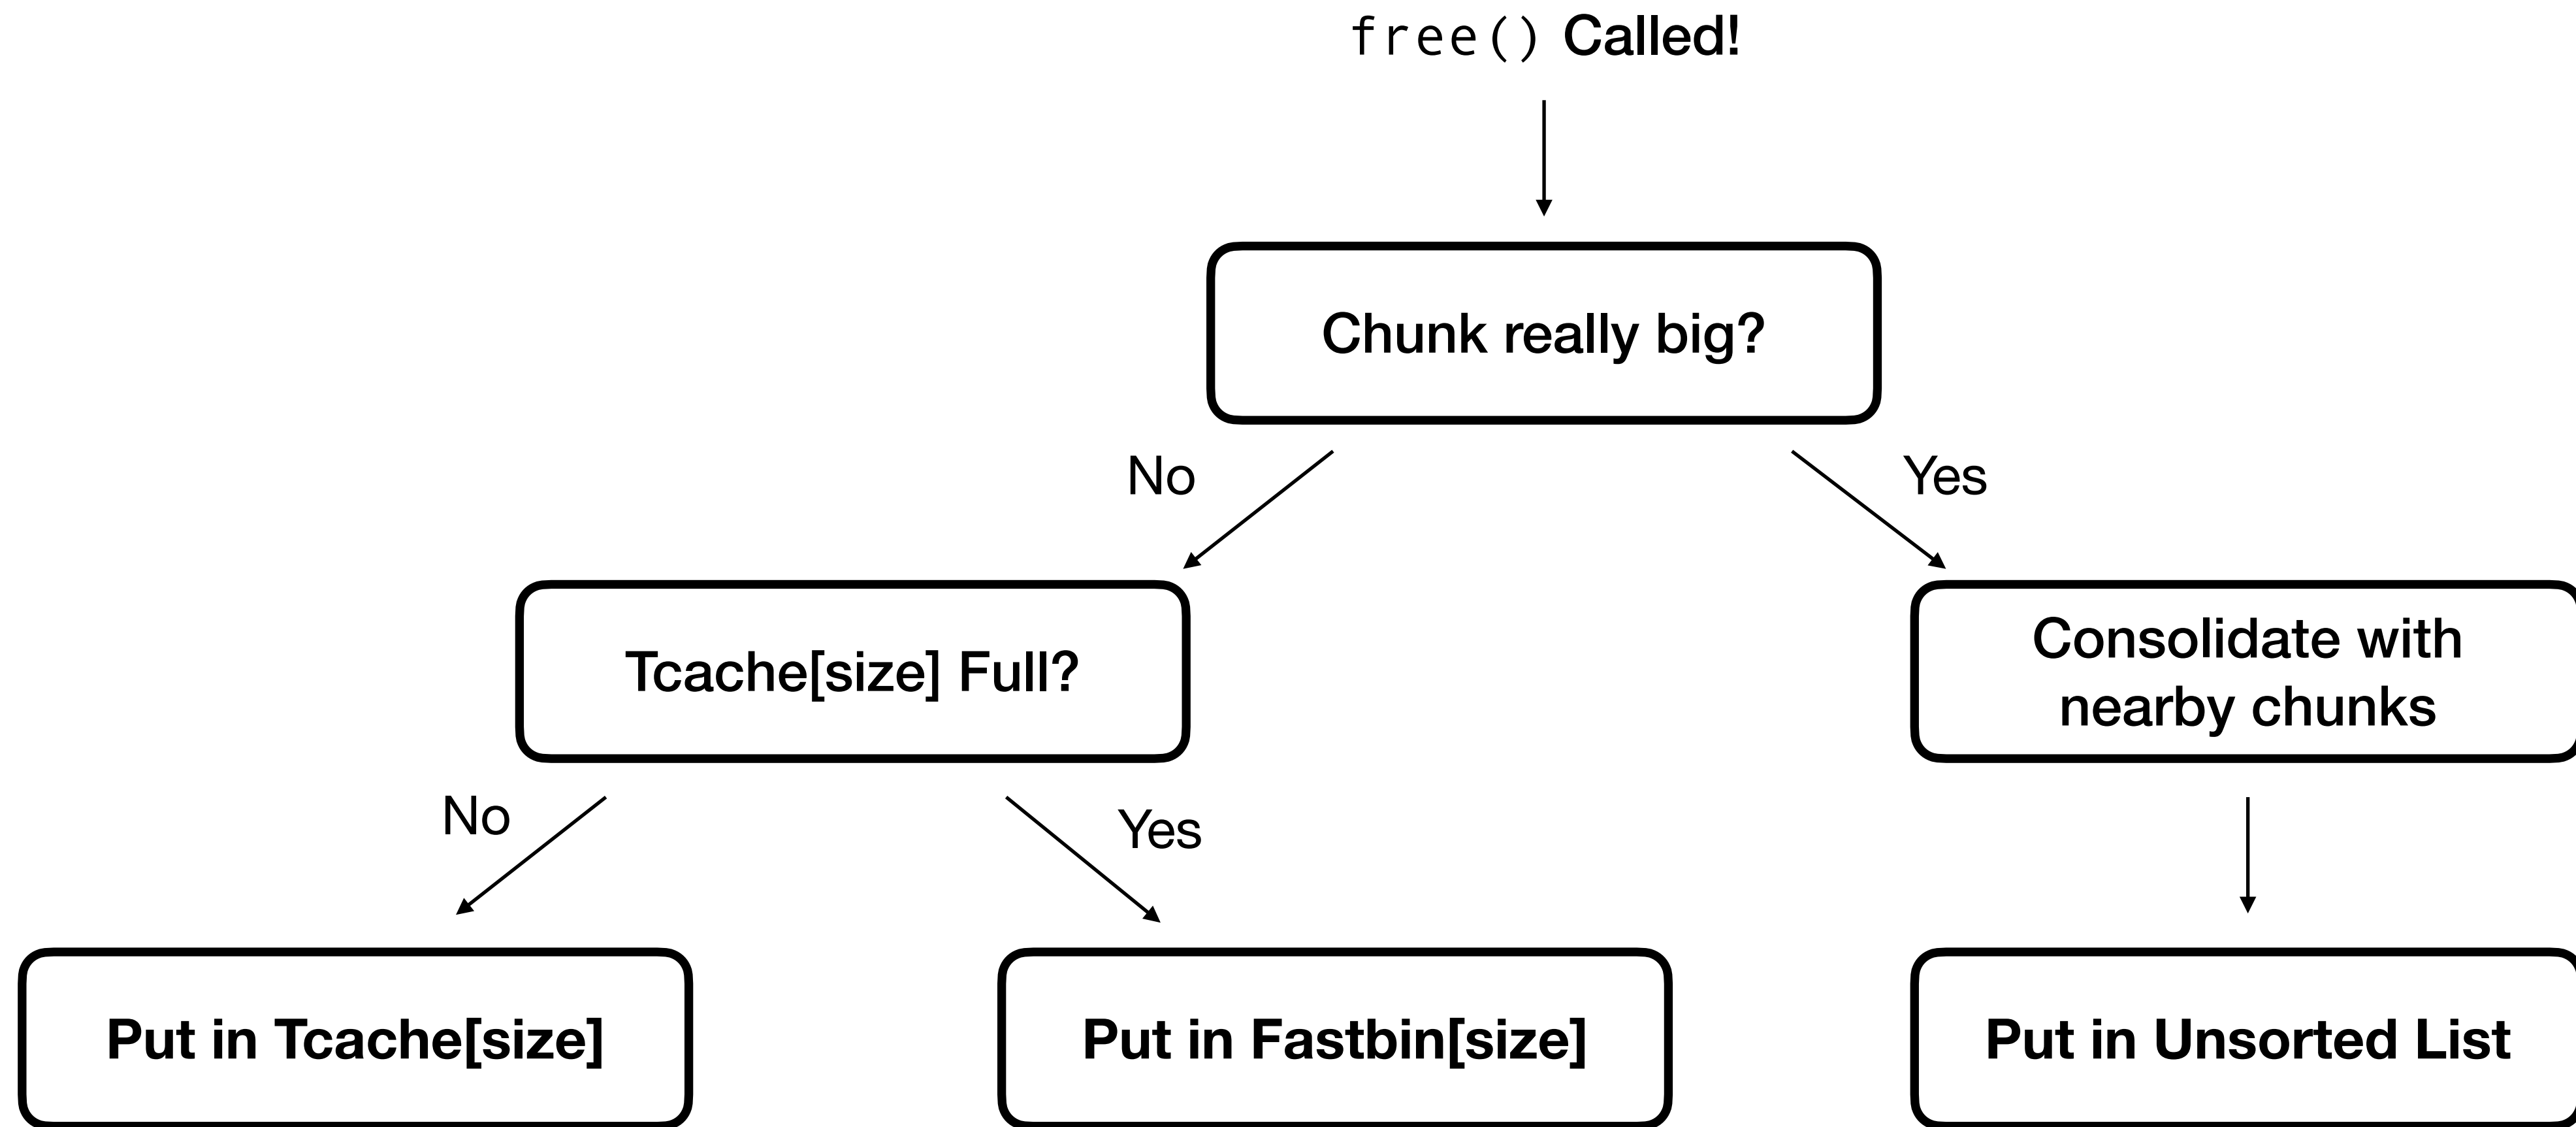 free() Called!
Chunk really big?
No
Yes
Tcache[size] Full?
Consolidate with
nearby chunks
No
Yes
Put in Tcache[size]
Put in Fastbin[size]
Put in Unsorted List